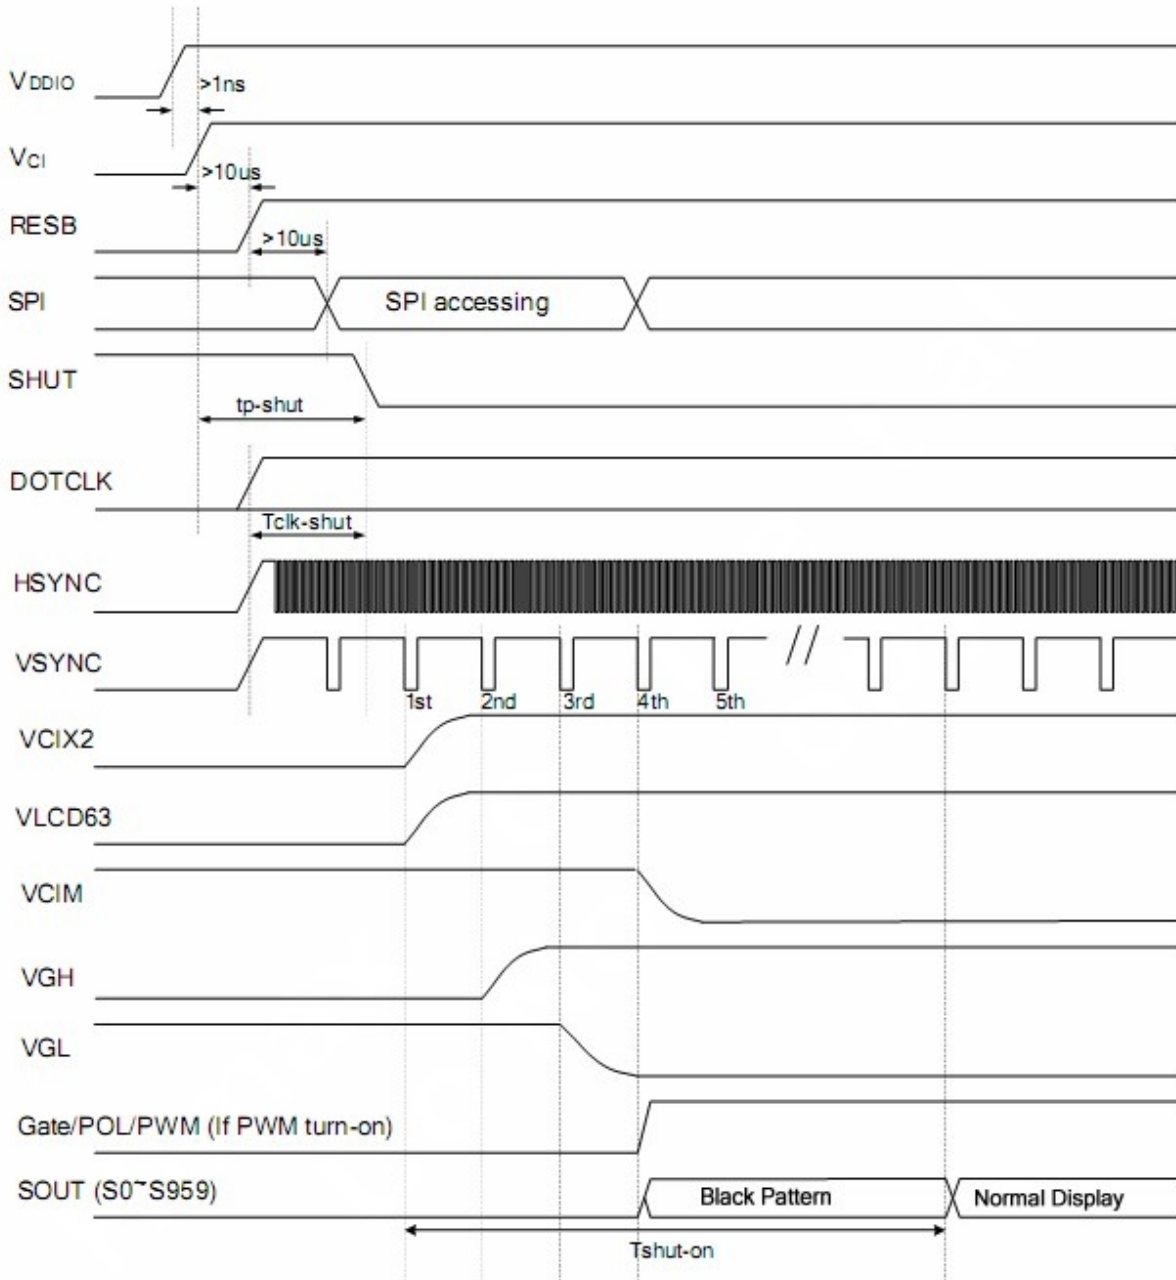 VDDIO
>1ns
VCI
>10us
RESB
>10us
SPI
SPI accessing
SHUT
tp-shut
DOTCLK
Tclk-shut
HSYNC
VSYNC
//
1st 2nd 3rd 4th 5th
VCIX2
VLCD63
VCIM
VGH
VGL
Gate/POL/PWM (If PWM turn-on)
SOUT (S0~S959)
Black Pattern
Normal Display
Tshut-on